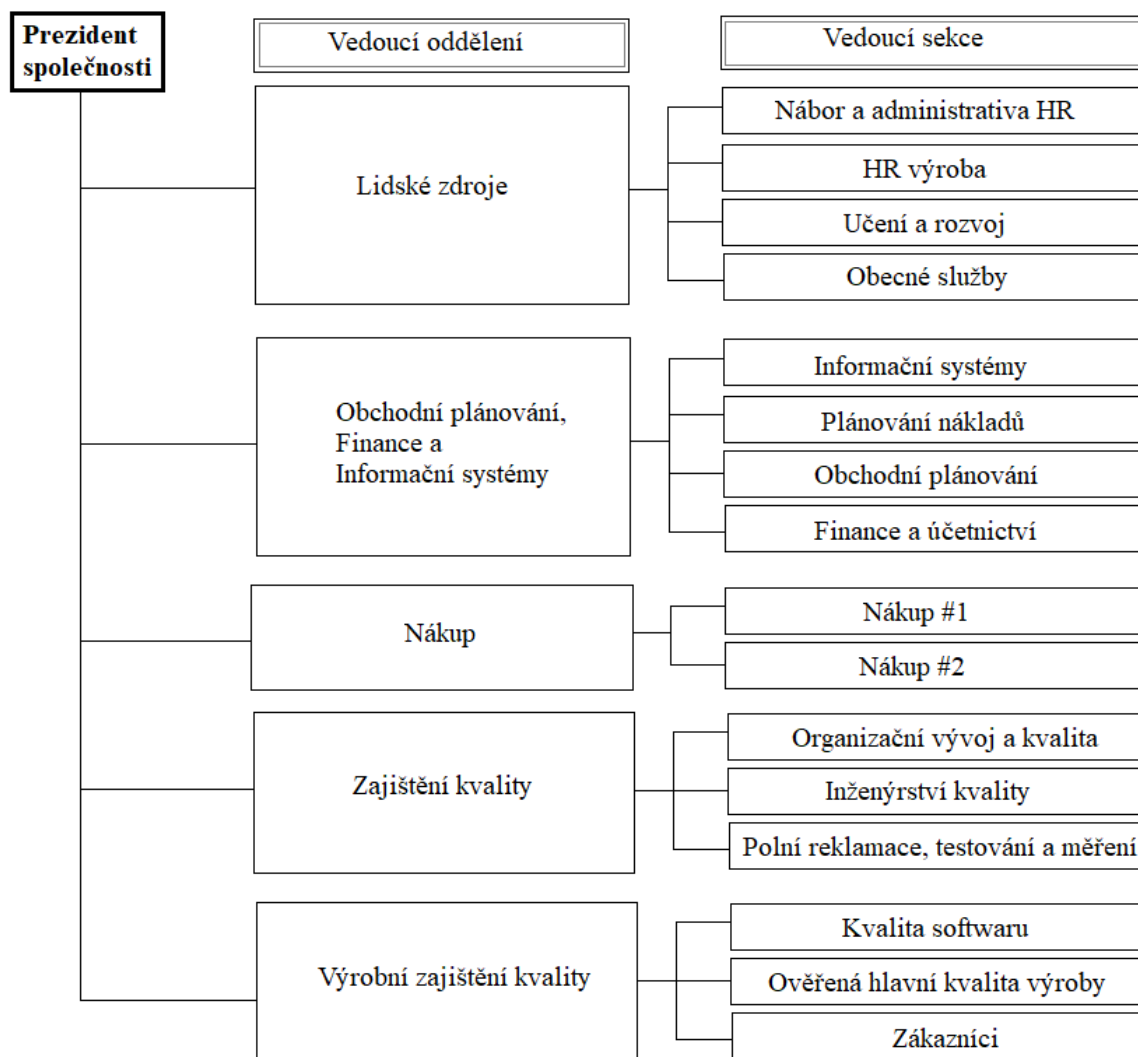 Prezident
společnosti
Vedoucí oddělení
Vedoucí sekce
Lidské zdroje
Nábor a administrativa HR
HR výroba
Učení a rozvoj
Obecné služby
Obchodní plánování,
Finance a
Informační systémy
Informační systémy
Plánování nákladů
Obchodní plánování
Finance a účetnictví
Nákup
Nákup #1
Nákup #2
Zajištění kvality
Organizační vývoj a kvalita
Inženýrství kvality
Polní reklamace, testování a měření
Výrobní zajištění kvality
Kvalita softwaru
Ověřená hlavní kvalita výroby
Zákazníci